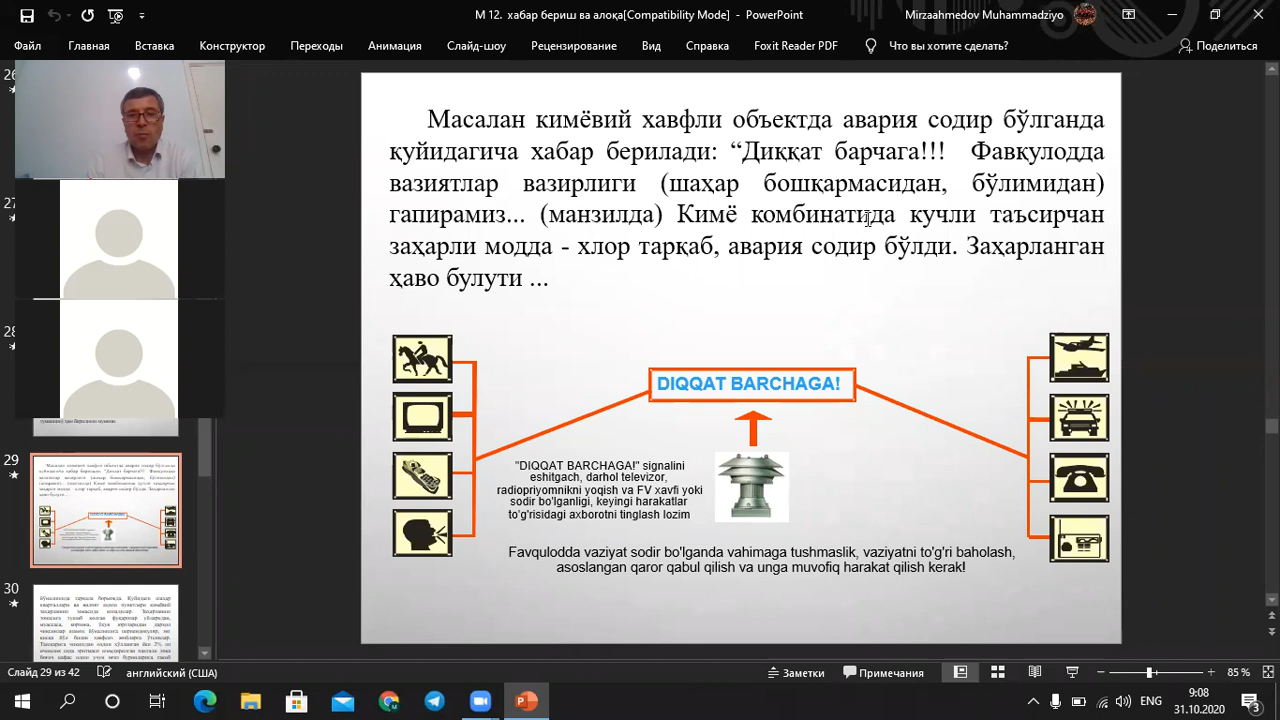 М 12.  хабар бериш ва алоқа[Compatibility Mode]  -  PowerPoint
Mirzaahmedov Muhammadziyo
Файл Главная Вставка Конструктор Переходы Анимация Слайд-шоу Рецензирование Вид Справка Foxit Reader PDF Что вы хотите сделать? Поделиться
Масалан кимёвий хавфли объектда авария содир бўлганда
қуйидагича хабар берилади: “Диққат барчага!!!  Фавқулодда
вазиятлар вазирлиги (шаҳар бошқармасидан, бўлимидан)
гапирамиз... (манзилда) Кимё комбинатида кучли таъсирчан
заҳарли модда - хлор тарқаб, авария содир бўлди. Заҳарланган
ҳаво булути ...
DIQQAT BARCHAGA!
"DIQQAT BARCHAGA!" signalini
eshitgach, darhol televizor,
radiopriyomnikni yoqish va FV xavfi yoki
sodir bo'lganligi, keyingi harakatlar
to'g'risidagi axborotni tinglash lozim
Favqulodda vaziyat sodir bo'lganda vahimaga tushmaslik, vaziyatni to'g'ri baholash,
asoslangan qaror qabul qilish va unga muvofiq harakat qilish kerak!
29
30
Слайд 29 из 42
английский (США)
Заметки
Примечания
85 %
ENG
9:08
31.10.2020
3